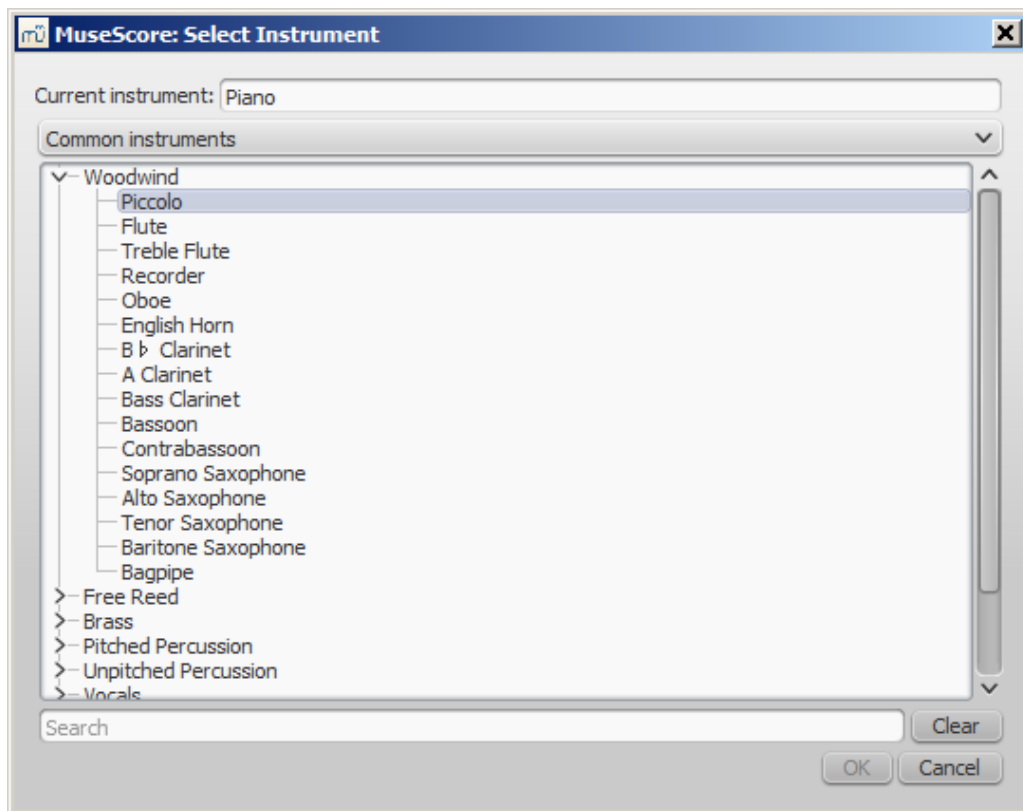 mü MuseScore: Select Instrument
Current instrument: Piano
Common instruments
Woodwind
Piccolo
Flute
Treble Flute
Recorder
Oboe
English Horn
B♭ Clarinet
A Clarinet
Bass Clarinet
Bassoon
Contrabassoon
Soprano Saxophone
Alto Saxophone
Tenor Saxophone
Baritone Saxophone
Bagpipe
Free Reed
Brass
Pitched Percussion
Unpitched Percussion
Vocals
Search Clear
OK Cancel